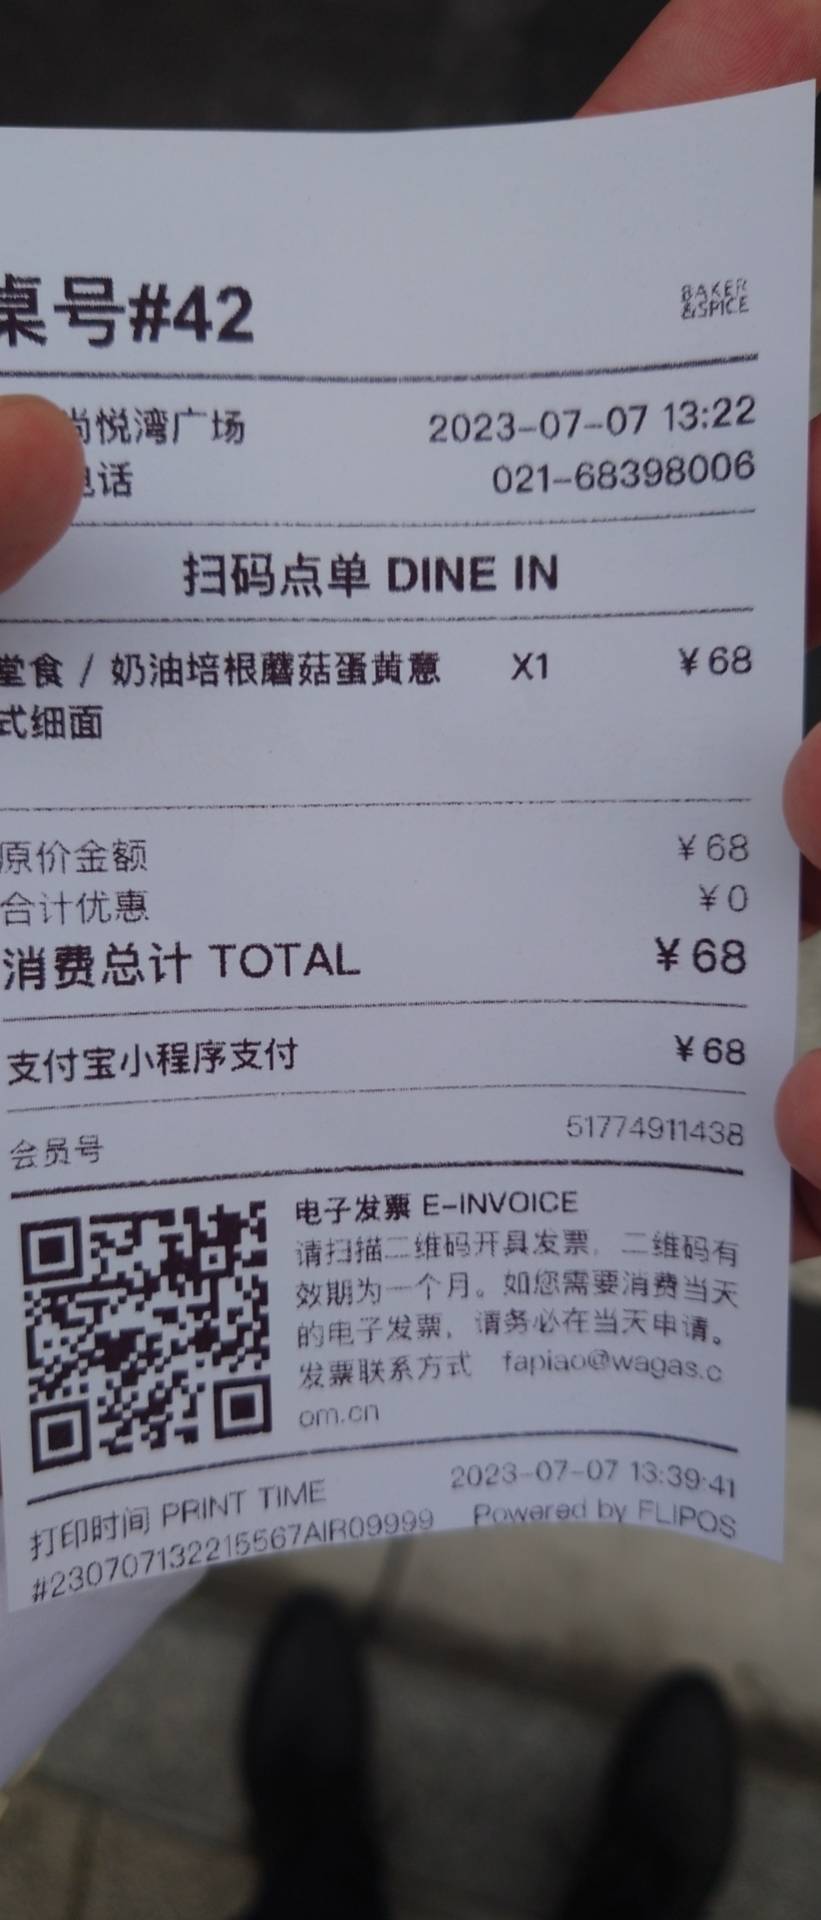 桌号#42
BAKER
&SPICE
尚悦湾广场 2023-07-07 13:22
电话 021-68398006
扫码点单 DINE IN
堂食 / 奶油培根蘑菇蛋黄意 X1 ¥68
式细面
原价金额 ¥68
合计优惠 ¥0
消费总计 TOTAL ¥68
支付宝小程序支付 ¥68
会员号 51774911438
电子发票 E-INVOICE
请扫描二维码开具发票，二维码有
效期为一个月。如您需要消费当天
的电子发票，请务必在当天申请。
发票联系方式 fapiao@wagas.c
om.cn
打印时间 PRINT TIME 2023-07-07 13:39:41
#230707132215567AIR09999 Powered by FLIPOS